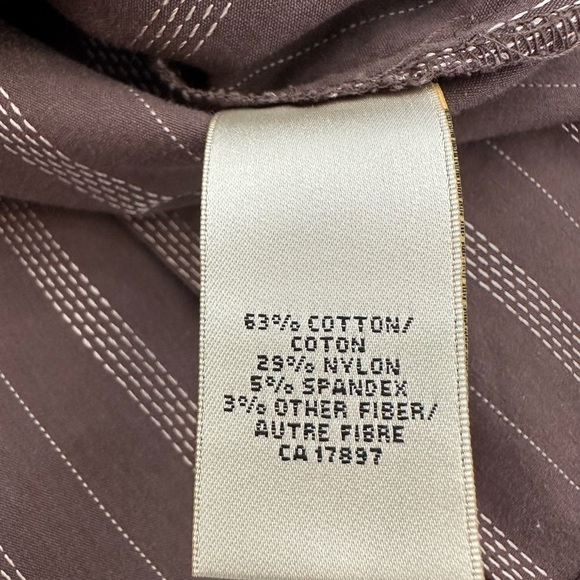 63% COTTON/
COTON
29% NYLON
5% SPANDEX
3% OTHER FIBER/
AUTRE FIBRE
CA 17897